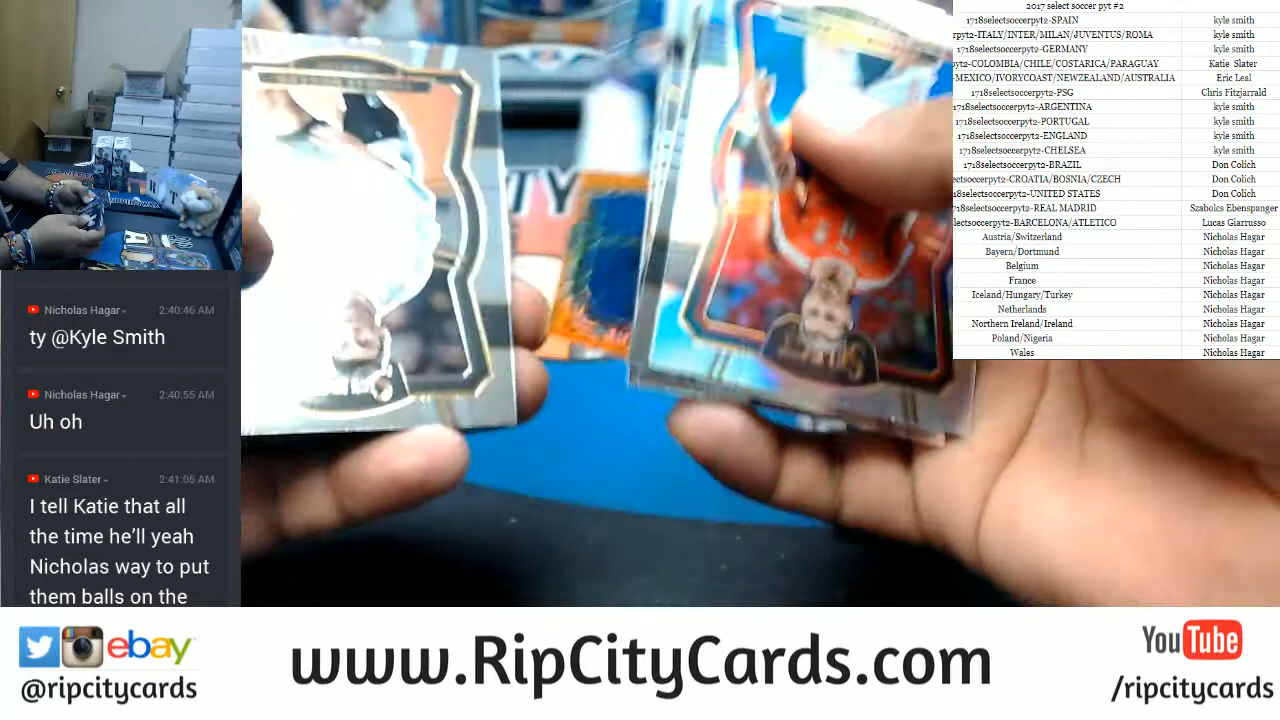 2017 select soccer pyt #2
1718selectsoccerpyt2-SPAIN kyle smith
rpyt2-ITALY/INTER/MILAN/JUVENTUS/ROMA kyle smith
1718selectsoccerpyt2-GERMANY kyle smith
pyt2-COLOMBIA/CHILE/COSTARICA/PARAGUAY Katie Slater
-MEXICO/IVORYCOAST/NEWZEALAND/AUSTRALIA Eric Leal
1718selectsoccerpyt2-PSG Chris Fitzjarrald
1718selectsoccerpyt2-ARGENTINA kyle smith
1718selectsoccerpyt2-PORTUGAL kyle smith
1718selectsoccerpyt2-ENGLAND kyle smith
1718selectsoccerpyt2-CHELSEA kyle smith
1718selectsoccerpyt2-BRAZIL Don Colich
ectsoccerpyt2-CROATIA/BOSNIA/CZECH Don Colich
718selectsoccerpyt2-UNITED STATES Don Colich
18selectsoccerpyt2-REAL MADRID Szabolcs Ebenspanger
lectsoccerpyt2-BARCELONA/ATLETICO Lucas Giarrusso
Austria/Switzerland Nicholas Hagar
Bayern/Dortmund Nicholas Hagar
Belgium Nicholas Hagar
France Nicholas Hagar
Iceland/Hungary/Turkey Nicholas Hagar
Netherlands Nicholas Hagar
Northern Ireland/Ireland Nicholas Hagar
Poland/Nigeria Nicholas Hagar
Wales Nicholas Hagar
Nicholas Hagar 2:40:46 AM
ty @Kyle Smith
Nicholas Hagar 2:40:55 AM
Uh oh
Katie Slater 2:41:05 AM
I tell Katie that all
the time he'll yeah
Nicholas way to put
them balls on the
ebay
@ripcitycards
www.RipCityCards.com
YouTube
/ripcitycards